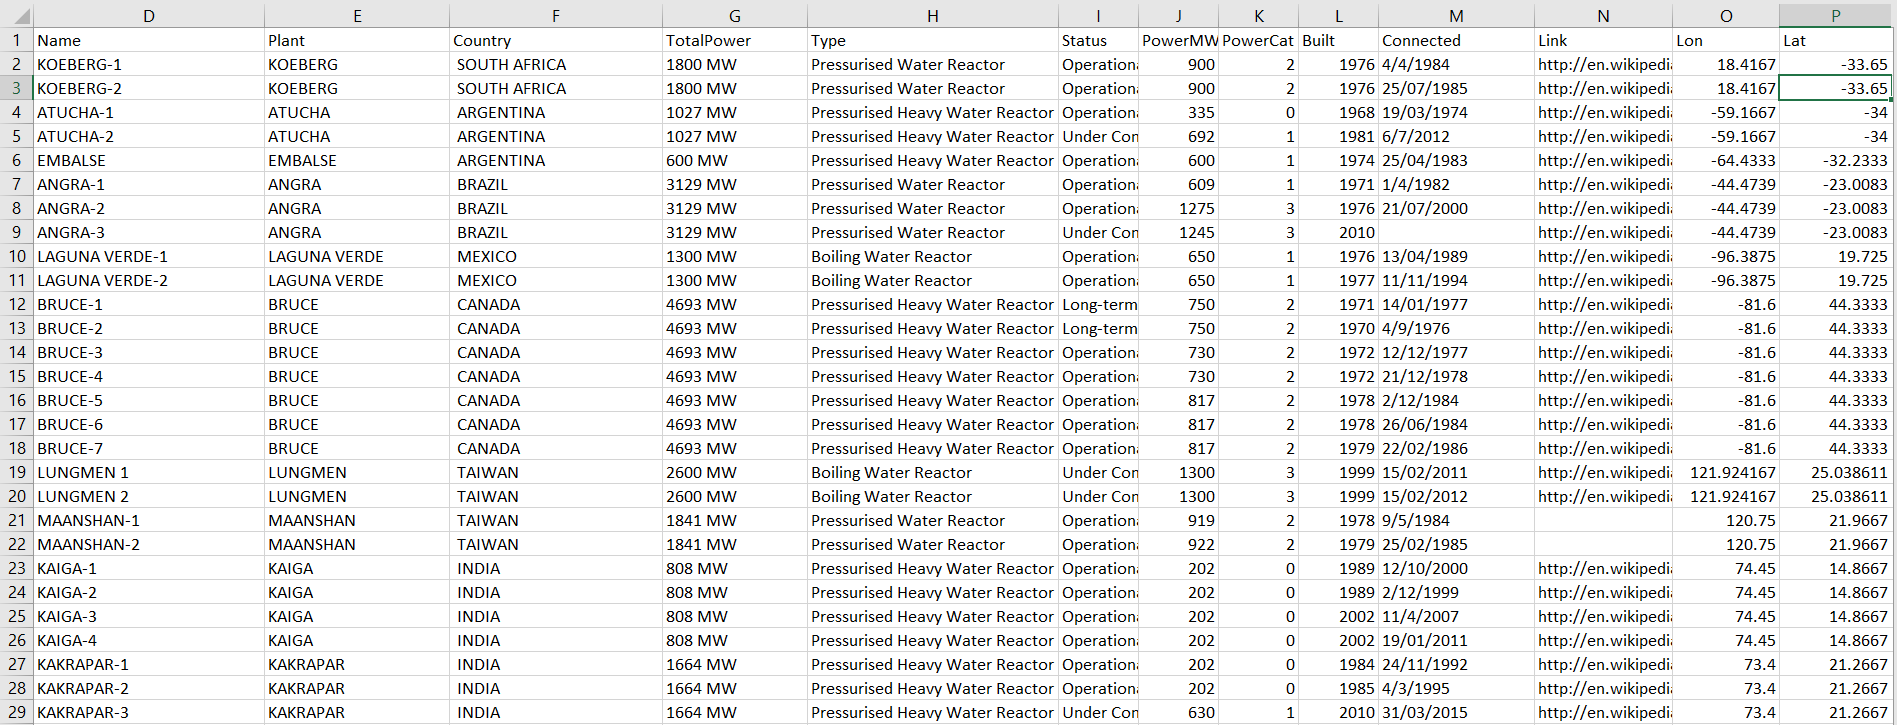 D E F G H I J K L M N O P
1 Name Plant Country TotalPower Type Status PowerMW PowerCat Built Connected Link Lon Lat
2 KOEBERG-1 KOEBERG SOUTH AFRICA 1800 MW Pressurised Water Reactor Operation 900 2 1976 4/4/1984 http://en.wikipedi 18.4167 -33.65
3 KOEBERG-2 KOEBERG SOUTH AFRICA 1800 MW Pressurised Water Reactor Operation 900 2 1976 25/07/1985 http://en.wikipedi 18.4167 -33.65
4 ATUCHA-1 ATUCHA ARGENTINA 1027 MW Pressurised Heavy Water Reactor Operation 335 0 1968 19/03/1974 http://en.wikipedi -59.1667 -34
5 ATUCHA-2 ATUCHA ARGENTINA 1027 MW Pressurised Heavy Water Reactor Under Con 692 1 1981 6/7/2012 http://en.wikipedi -59.1667 -34
6 EMBALSE EMBALSE ARGENTINA 600 MW Pressurised Heavy Water Reactor Operation 600 1 1974 25/04/1983 http://en.wikipedi -64.4333 -32.2333
7 ANGRA-1 ANGRA BRAZIL 3129 MW Pressurised Water Reactor Operation 609 1 1971 1/4/1982 http://en.wikipedi -44.4739 -23.0083
8 ANGRA-2 ANGRA BRAZIL 3129 MW Pressurised Water Reactor Operation 1275 3 1976 21/07/2000 http://en.wikipedi -44.4739 -23.0083
9 ANGRA-3 ANGRA BRAZIL 3129 MW Pressurised Water Reactor Under Con 1245 3 2010 http://en.wikipedi -44.4739 -23.0083
10 LAGUNA VERDE-1 LAGUNA VERDE MEXICO 1300 MW Boiling Water Reactor Operation 650 1 1976 13/04/1989 http://en.wikipedi -96.3875 19.725
11 LAGUNA VERDE-2 LAGUNA VERDE MEXICO 1300 MW Boiling Water Reactor Operation 650 1 1977 11/11/1994 http://en.wikipedi -96.3875 19.725
12 BRUCE-1 BRUCE CANADA 4693 MW Pressurised Heavy Water Reactor Long-term 750 2 1971 14/01/1977 http://en.wikipedi -81.6 44.3333
13 BRUCE-2 BRUCE CANADA 4693 MW Pressurised Heavy Water Reactor Long-term 750 2 1970 4/9/1976 http://en.wikipedi -81.6 44.3333
14 BRUCE-3 BRUCE CANADA 4693 MW Pressurised Heavy Water Reactor Operation 730 2 1972 12/12/1977 http://en.wikipedi -81.6 44.3333
15 BRUCE-4 BRUCE CANADA 4693 MW Pressurised Heavy Water Reactor Operation 730 2 1972 21/12/1978 http://en.wikipedi -81.6 44.3333
16 BRUCE-5 BRUCE CANADA 4693 MW Pressurised Heavy Water Reactor Operation 817 2 1978 2/12/1984 http://en.wikipedi -81.6 44.3333
17 BRUCE-6 BRUCE CANADA 4693 MW Pressurised Heavy Water Reactor Operation 817 2 1978 26/06/1984 http://en.wikipedi -81.6 44.3333
18 BRUCE-7 BRUCE CANADA 4693 MW Pressurised Heavy Water Reactor Operation 817 2 1979 22/02/1986 http://en.wikipedi -81.6 44.3333
19 LUNGMEN 1 LUNGMEN TAIWAN 2600 MW Boiling Water Reactor Under Con 1300 3 1999 15/02/2011 http://en.wikipedi 121.924167 25.038611
20 LUNGMEN 2 LUNGMEN TAIWAN 2600 MW Boiling Water Reactor Under Con 1300 3 1999 15/02/2012 http://en.wikipedi 121.924167 25.038611
21 MAANSHAN-1 MAANSHAN TAIWAN 1841 MW Pressurised Water Reactor Operation 919 2 1978 9/5/1984 120.75 21.9667
22 MAANSHAN-2 MAANSHAN TAIWAN 1841 MW Pressurised Water Reactor Operation 922 2 1979 25/02/1985 120.75 21.9667
23 KAIGA-1 KAIGA INDIA 808 MW Pressurised Heavy Water Reactor Operation 202 0 1989 12/10/2000 http://en.wikipedi 74.45 14.8667
24 KAIGA-2 KAIGA INDIA 808 MW Pressurised Heavy Water Reactor Operation 202 0 1989 2/12/1999 http://en.wikipedi 74.45 14.8667
25 KAIGA-3 KAIGA INDIA 808 MW Pressurised Heavy Water Reactor Operation 202 0 2002 11/4/2007 http://en.wikipedi 74.45 14.8667
26 KAIGA-4 KAIGA INDIA 808 MW Pressurised Heavy Water Reactor Operation 202 0 2002 19/01/2011 http://en.wikipedi 74.45 14.8667
27 KAKRAPAR-1 KAKRAPAR INDIA 1664 MW Pressurised Heavy Water Reactor Operation 202 0 1984 24/11/1992 http://en.wikipedi 73.4 21.2667
28 KAKRAPAR-2 KAKRAPAR INDIA 1664 MW Pressurised Heavy Water Reactor Operation 202 0 1985 4/3/1995 http://en.wikipedi 73.4 21.2667
29 KAKRAPAR-3 KAKRAPAR INDIA 1664 MW Pressurised Heavy Water Reactor Under Con 630 1 2010 31/03/2015 http://en.wikipedi 73.4 21.2667